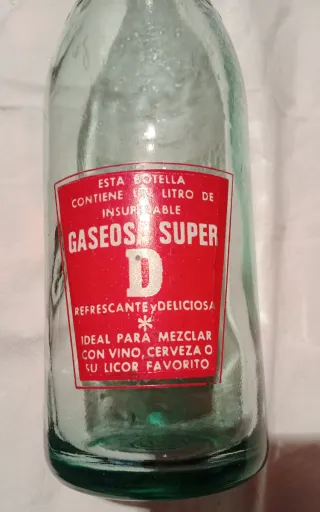 ESTA BOTELLA
CONTIENE UN LITRO DE
INSUPERABLE
GASEOSA SUPER
D
REFRESCANTE y DELICIOSA
*
IDEAL PARA MEZCLAR
CON VINO, CERVEZA O
SU LICOR FAVORITO